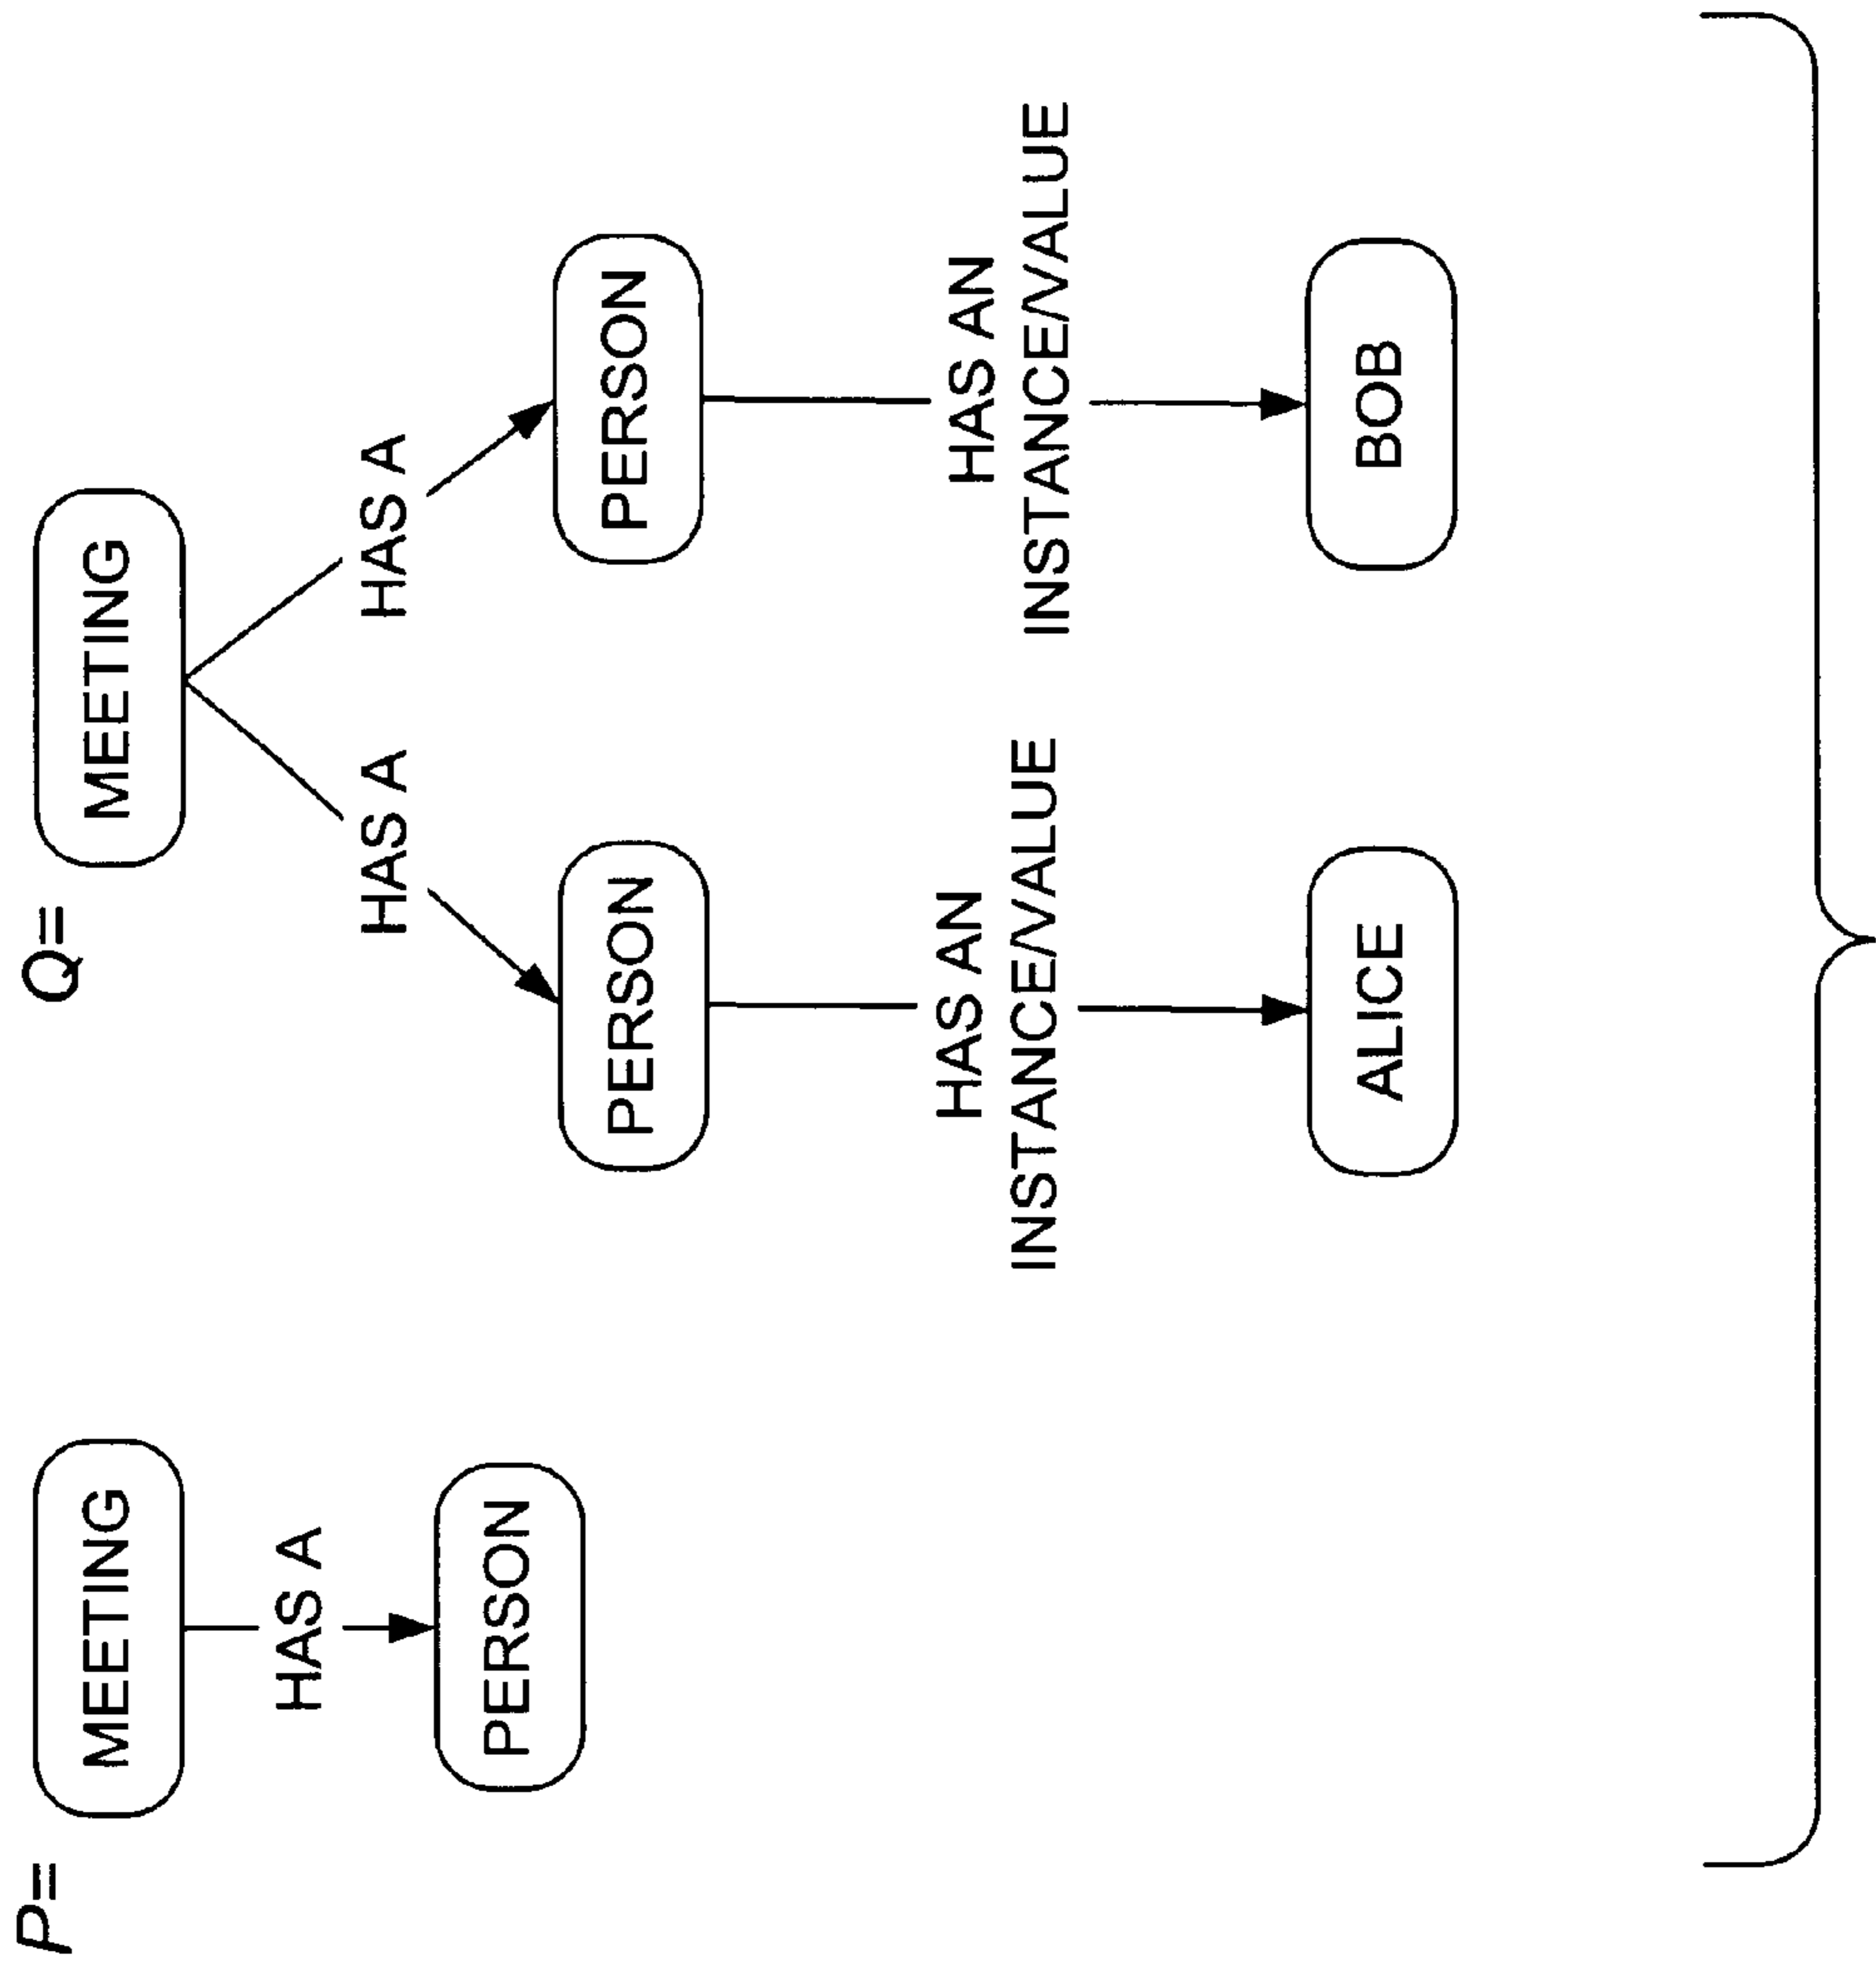 P=
MEETING
HAS A
PERSON
Q=
MEETING
HAS A
HAS A
PERSON
PERSON
HAS AN
INSTANCE/VALUE
HAS AN
INSTANCE/VALUE
ALICE
BOB